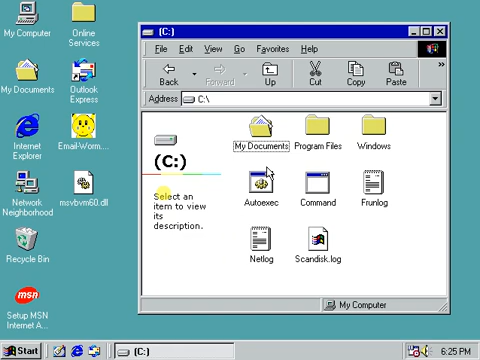 My Computer
Online
Services
My Documents
Outlook
Express
Internet
Explorer
Email-Worm....
Network
Neighborhood
msvbvm60.dll
Recycle Bin
Setup MSN
Internet A...
(C:)
File Edit View Go Favorites Help
Back Forward Up Cut Copy Paste »
Address C:\
(C:)
Select an
item to view
its
description.
My Documents Program Files Windows
Autoexec Command Frunlog
Netlog Scandisk.log
My Computer
Start (C:) 6:25 PM
msn